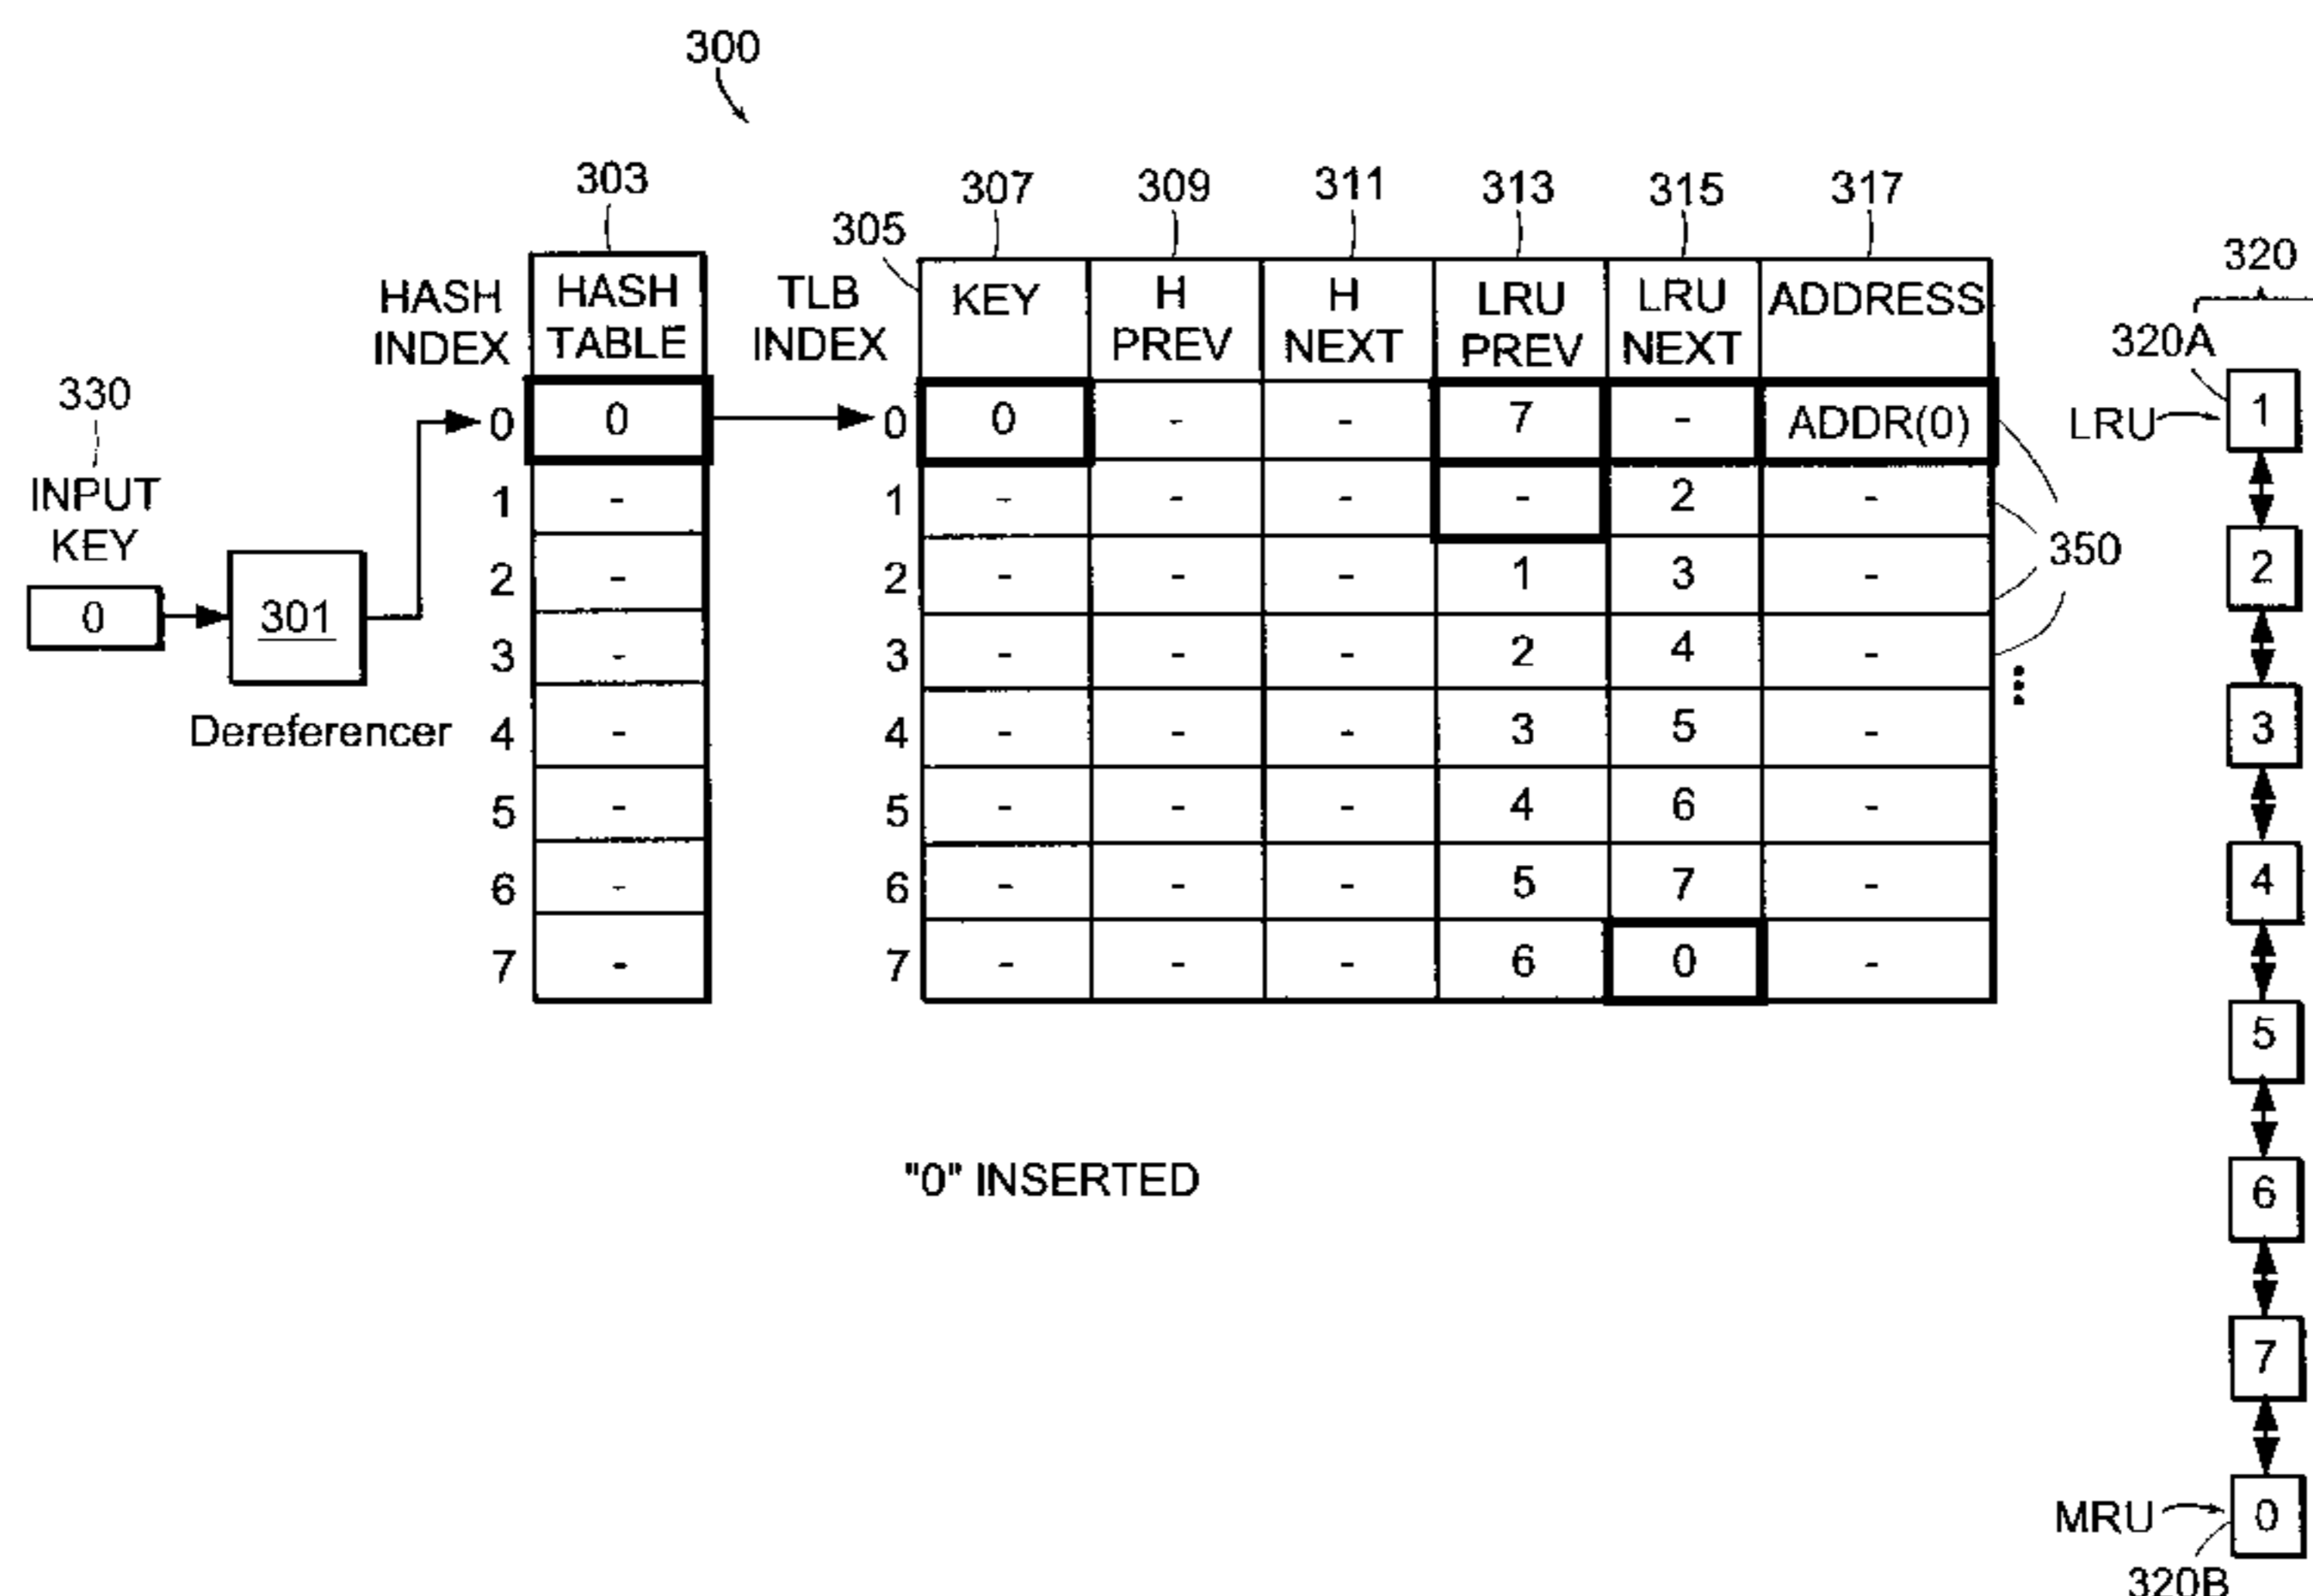 300
303
305
307
309
311
313
315
317
320
320A
HASH INDEX
HASH TABLE
TLB INDEX
KEY
H PREV
H NEXT
LRU PREV
LRU NEXT
ADDRESS
330
INPUT KEY
0
301
Dereferencer
0 0 0 0 - - 7 - ADDR(0)
1 - 1 - - - - 2 -
2 - 2 - - - 1 3 -
3 - 3 - - - 2 4 -
4 - 4 - - - 3 5 -
5 - 5 - - - 4 6 -
6 - 6 - - - 5 7 -
7 - 7 - - - 6 0 -
350
LRU
1
2
3
4
5
6
7
MRU
0
320B
"0" INSERTED